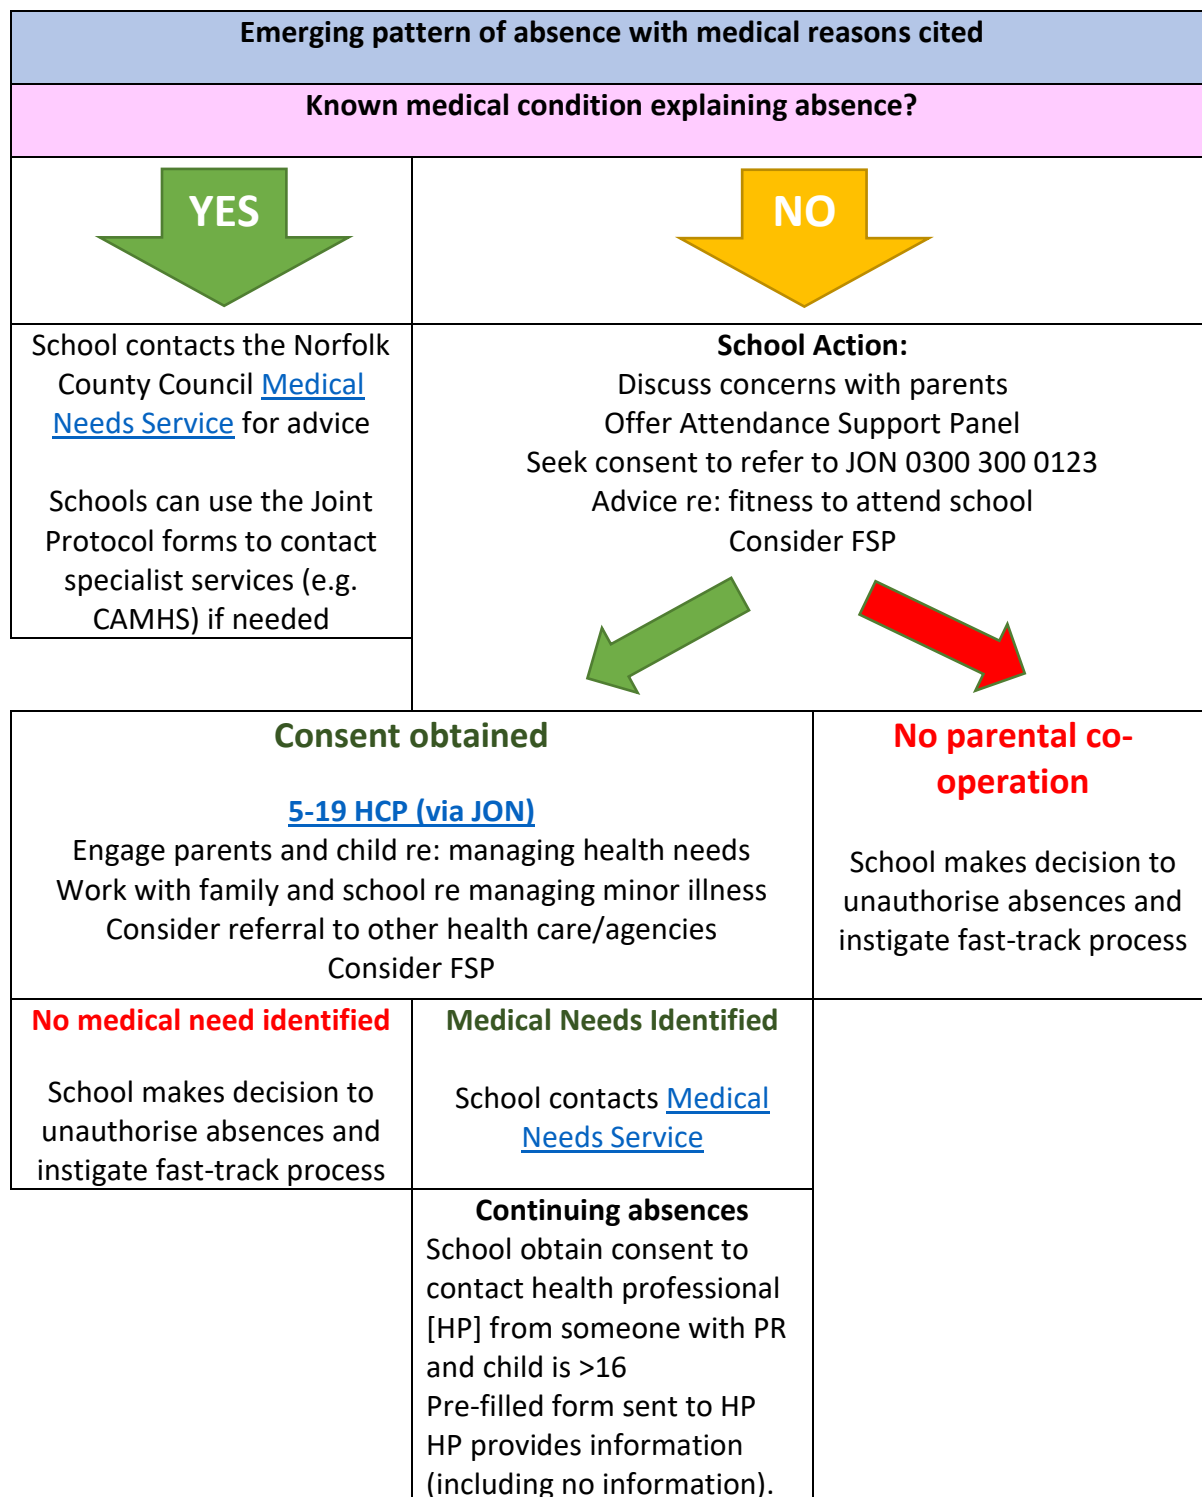 Emerging pattern of absence with medical reasons cited
Known medical condition explaining absence?
YES
NO
School contacts the Norfolk
County Council Medical
Needs Service for advice
Schools can use the Joint
Protocol forms to contact
specialist services (e.g.
CAMHS) if needed
School Action:
Discuss concerns with parents
Offer Attendance Support Panel
Seek consent to refer to JON 0300 300 0123
Advice re: fitness to attend school
Consider FSP
Consent obtained
5-19 HCP (via JON)
Engage parents and child re: managing health needs
Work with family and school re managing minor illness
Consider referral to other health care/agencies
Consider FSP
No parental co-
operation
School makes decision to
unauthorise absences and
instigate fast-track process
No medical need identified
School makes decision to
unauthorise absences and
instigate fast-track process
Medical Needs Identified
School contacts Medical
Needs Service
Continuing absences
School obtain consent to
contact health professional
[HP] from someone with PR
and child is >16
Pre-filled form sent to HP
HP provides information
(including no information).